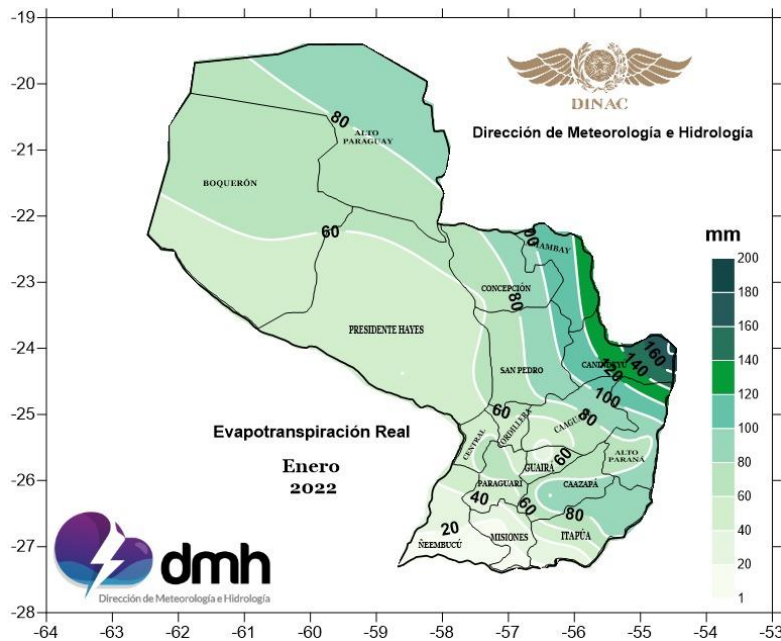 -19
-20
-21
-22
-23
-24
-25
-26
-27
-28
-64
-63
-62
-61
-60
-59
-58
-57
-56
-55
-54
-53
DINAC
Dirección de Meteorología e Hidrología
80
ALTO
PARAGUAY
BOQUERÓN
60
CONCEPCIÓN
80
PRESIDENTE HAYES
SAN PEDRO
120
140
160
100
80
60
CENTRAL
GUAIRÁ
60
ALTO
PARANÁ
PARAGUARÍ
CAAZAPÁ
40
60
80
20
ÑEEMBUCÚ
MISIONES
ITAPÚA
Evapotranspiración Real
Enero
2022
mm
200
180
160
140
120
100
80
60
40
20
1
dmh
Dirección de Meteorología e Hidrología